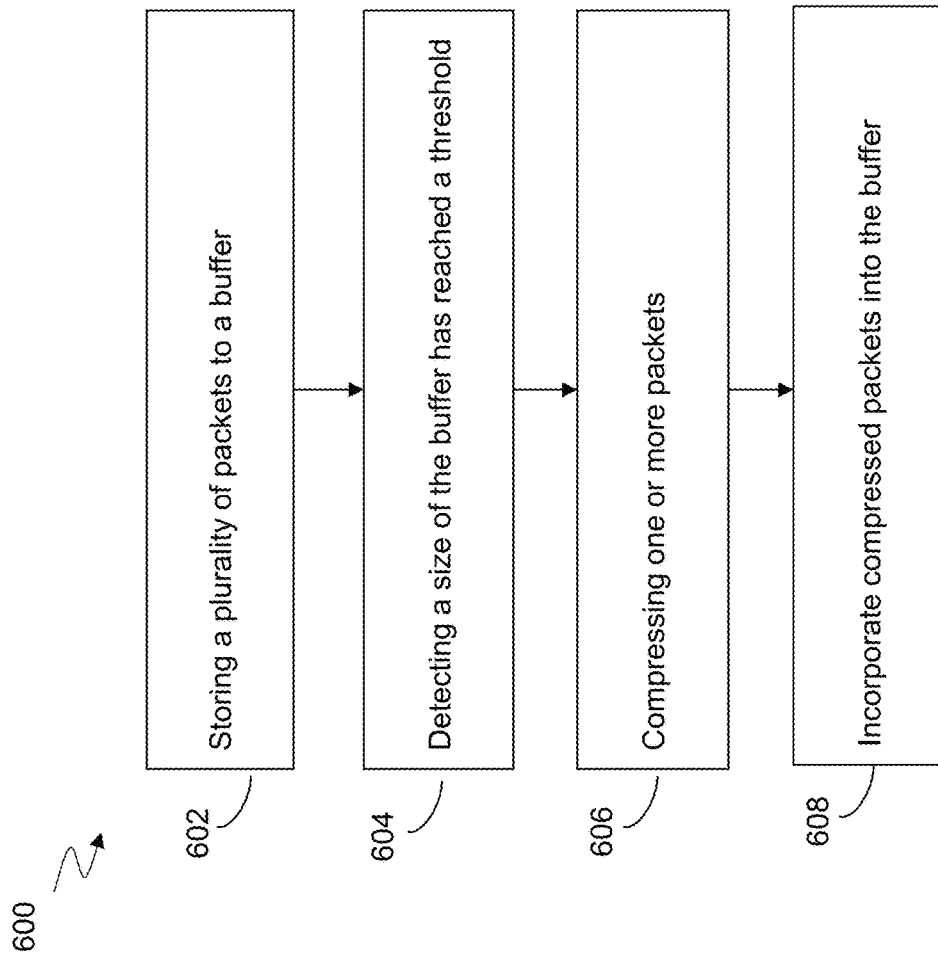 600
602
Storing a plurality of packets to a buffer
604
Detecting a size of the buffer has reached a threshold
606
Compressing one or more packets
608
Incorporate compressed packets into the buffer